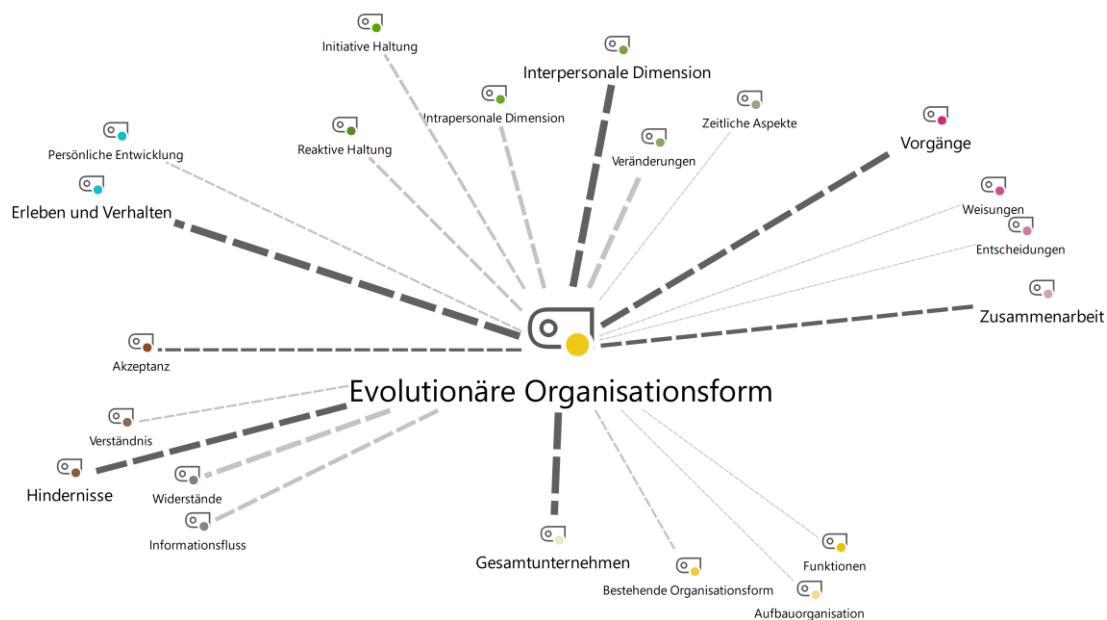 Initiative Haltung
Interpersonale Dimension
Intrapersonale Dimension
Zeitliche Aspekte
Reaktive Haltung
Persönliche Entwicklung
Veränderungen
Vorgänge
Erleben und Verhalten
Weisungen
Entscheidungen
Zusammenarbeit
Akzeptanz
Evolutionäre Organisationsform
Verständnis
Hindernisse
Widerstände
Informationsfluss
Gesamtunternehmen
Funktionen
Bestehende Organisationsform
Aufbauorganisation